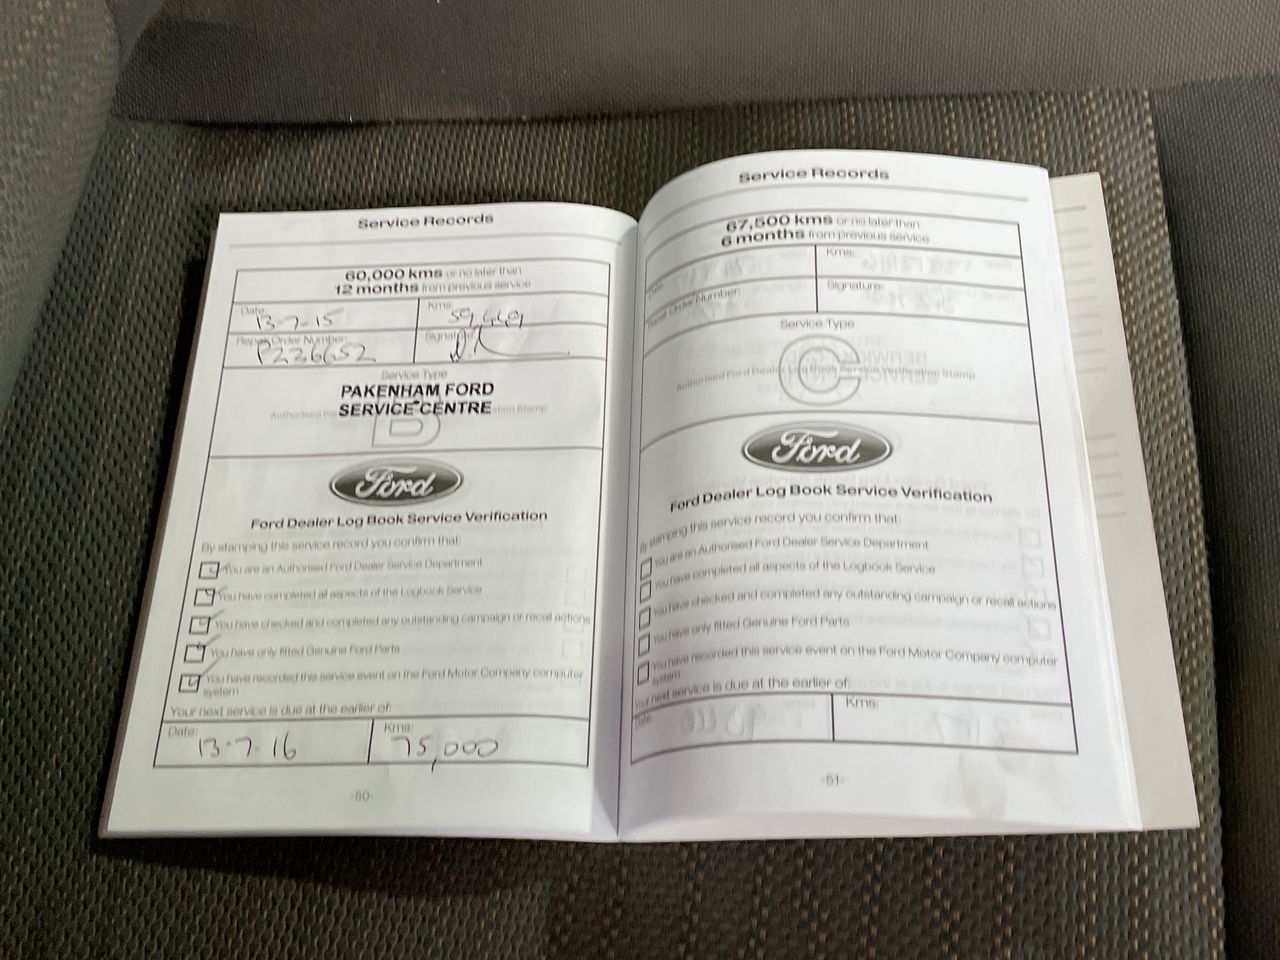 Service Records
60,000 kms or no later than
12 months from previous service
Date:
13-7-15
Kms:
59,649
Repair Order Number:
P226652
Signature:
Service Type
PAKENHAM FORD
SERVICE CENTRE
B
Ford
Ford Dealer Log Book Service Verification
By stamping this service record you confirm that:
You are an Authorised Ford Dealer Service Department
You have completed all aspects of the Logbook Service
You have checked and completed any outstanding campaign or recall actions
You have only fitted Genuine Ford Parts
You have recorded this service event on the Ford Motor Company computer
system
Your next service is due at the earlier of:
Date:
13-7-16
Kms:
75,000
-50-
Service Records
67,500 kms or no later than
6 months from previous service
Date:
Kms:
Repair Order Number:
Signature:
Service Type
C
Authorised Ford Dealer Log Book Service Verification Stamp
Ford
Ford Dealer Log Book Service Verification
By stamping this service record you confirm that:
You are an Authorised Ford Dealer Service Department
You have completed all aspects of the Logbook Service
You have checked and completed any outstanding campaign or recall actions
You have only fitted Genuine Ford Parts
You have recorded this service event on the Ford Motor Company computer
system
Your next service is due at the earlier of:
Date:
Kms:
-51-